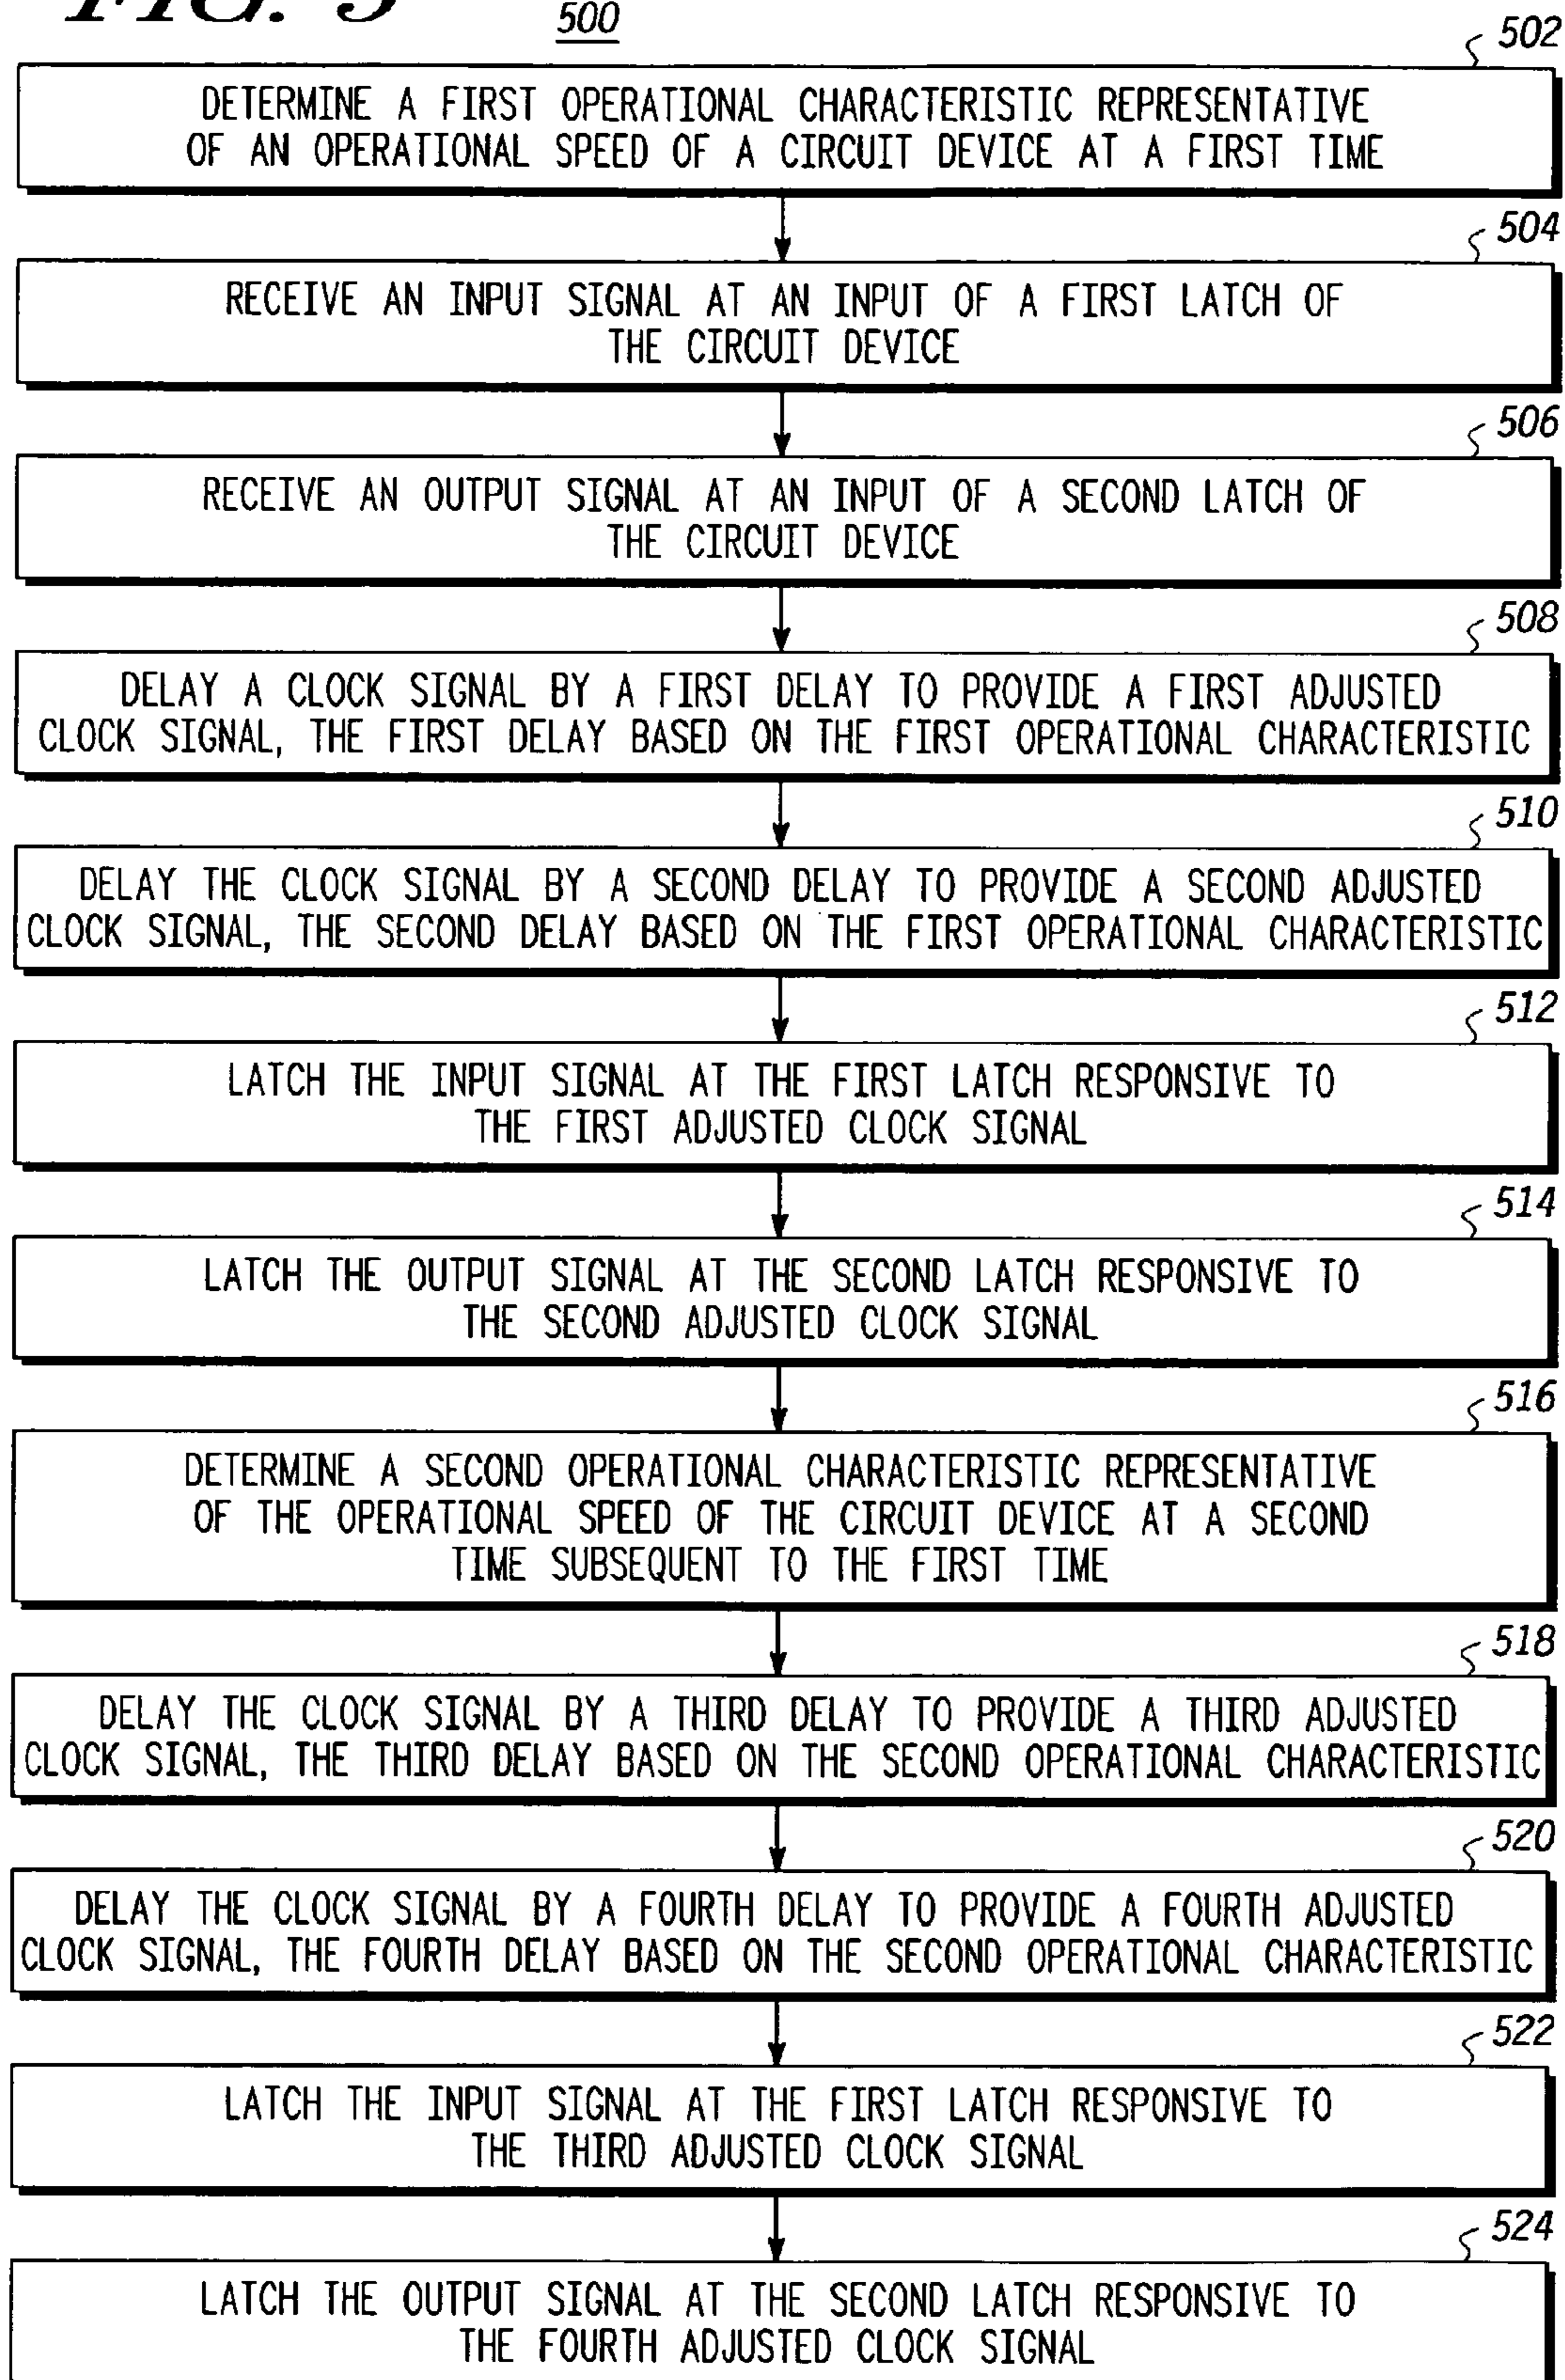 FIG. 5
500
502
DETERMINE A FIRST OPERATIONAL CHARACTERISTIC REPRESENTATIVE
OF AN OPERATIONAL SPEED OF A CIRCUIT DEVICE AT A FIRST TIME
504
RECEIVE AN INPUT SIGNAL AT AN INPUT OF A FIRST LATCH OF
THE CIRCUIT DEVICE
506
RECEIVE AN OUTPUT SIGNAL AT AN INPUT OF A SECOND LATCH OF
THE CIRCUIT DEVICE
508
DELAY A CLOCK SIGNAL BY A FIRST DELAY TO PROVIDE A FIRST ADJUSTED
CLOCK SIGNAL, THE FIRST DELAY BASED ON THE FIRST OPERATIONAL CHARACTERISTIC
510
DELAY THE CLOCK SIGNAL BY A SECOND DELAY TO PROVIDE A SECOND ADJUSTED
CLOCK SIGNAL, THE SECOND DELAY BASED ON THE FIRST OPERATIONAL CHARACTERISTIC
512
LATCH THE INPUT SIGNAL AT THE FIRST LATCH RESPONSIVE TO
THE FIRST ADJUSTED CLOCK SIGNAL
514
LATCH THE OUTPUT SIGNAL AT THE SECOND LATCH RESPONSIVE TO
THE SECOND ADJUSTED CLOCK SIGNAL
516
DETERMINE A SECOND OPERATIONAL CHARACTERISTIC REPRESENTATIVE
OF THE OPERATIONAL SPEED OF THE CIRCUIT DEVICE AT A SECOND
TIME SUBSEQUENT TO THE FIRST TIME
518
DELAY THE CLOCK SIGNAL BY A THIRD DELAY TO PROVIDE A THIRD ADJUSTED
CLOCK SIGNAL, THE THIRD DELAY BASED ON THE SECOND OPERATIONAL CHARACTERISTIC
520
DELAY THE CLOCK SIGNAL BY A FOURTH DELAY TO PROVIDE A FOURTH ADJUSTED
CLOCK SIGNAL, THE FOURTH DELAY BASED ON THE SECOND OPERATIONAL CHARACTERISTIC
522
LATCH THE INPUT SIGNAL AT THE FIRST LATCH RESPONSIVE TO
THE THIRD ADJUSTED CLOCK SIGNAL
524
LATCH THE OUTPUT SIGNAL AT THE SECOND LATCH RESPONSIVE TO
THE FOURTH ADJUSTED CLOCK SIGNAL